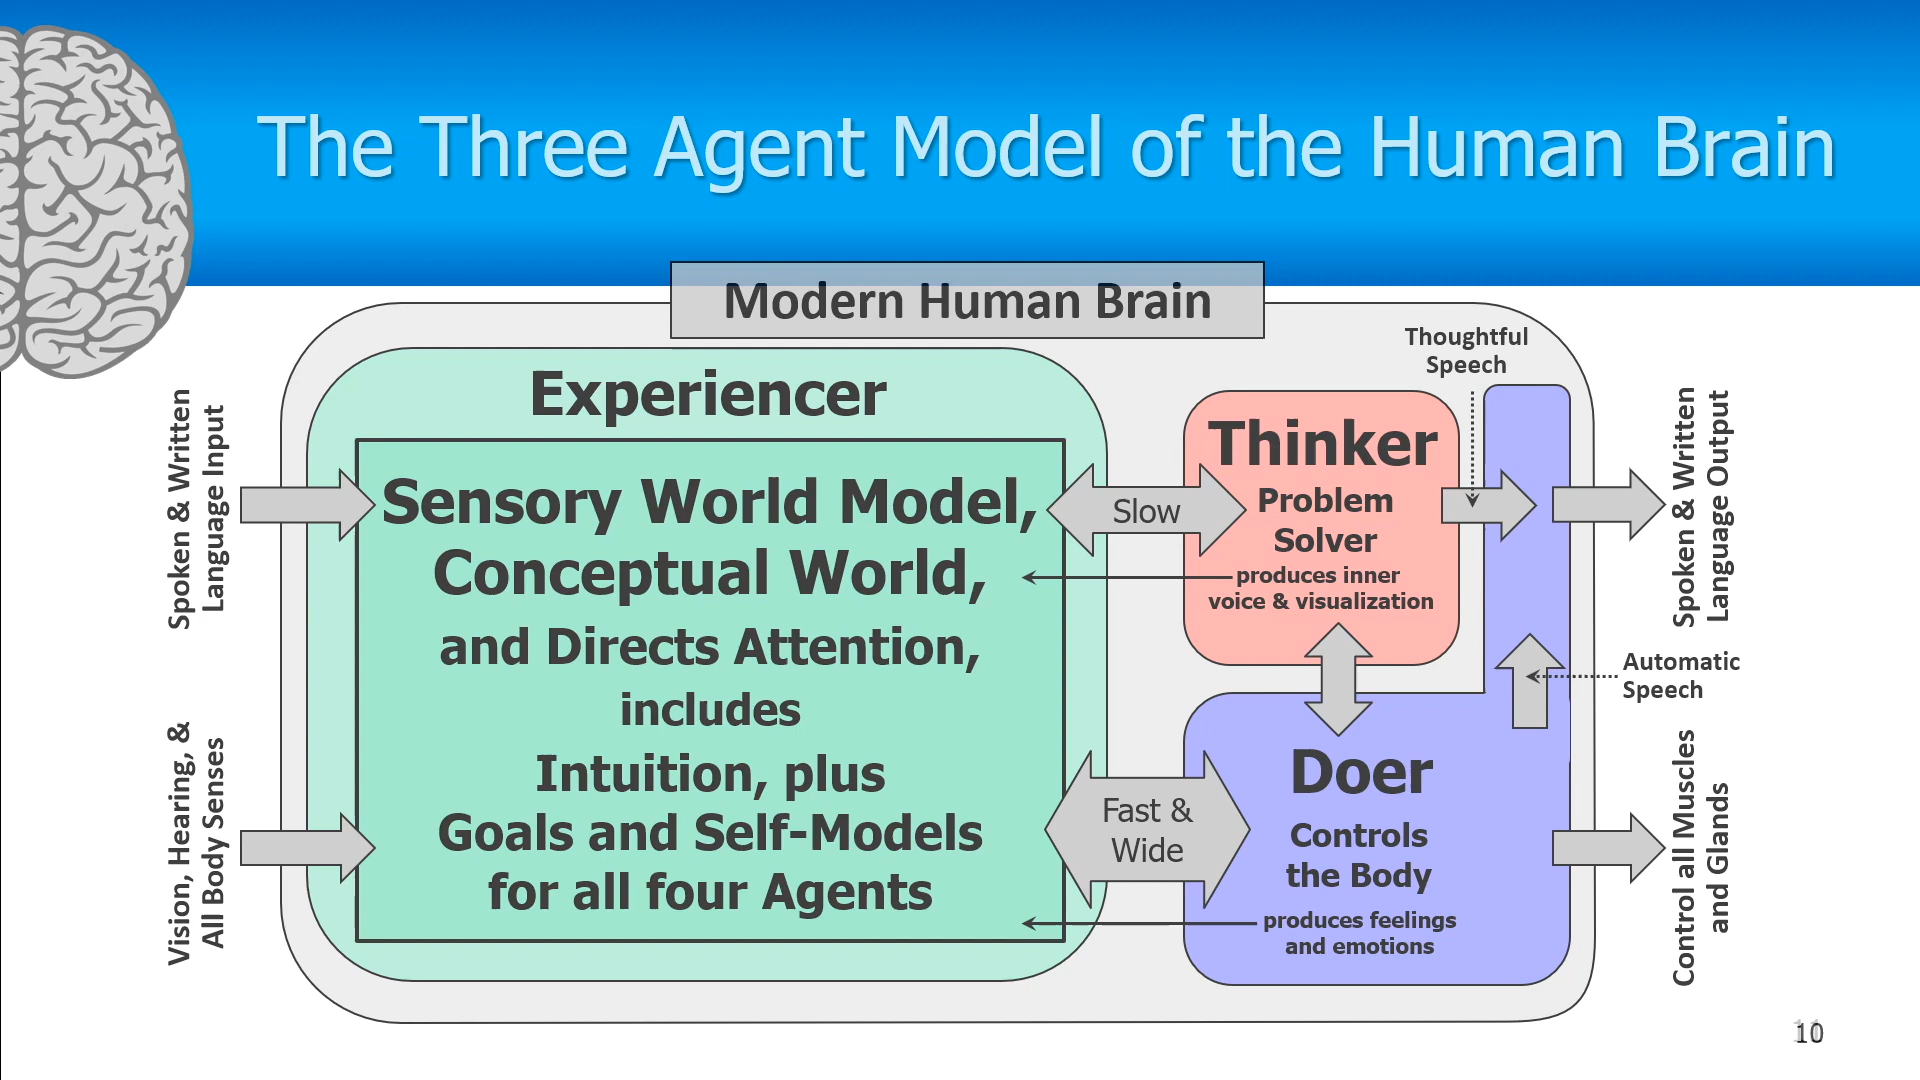 The Three Agent Model of the Human Brain
Modern Human Brain
Spoken & Written
Language Input
Vision, Hearing, &
All Body Senses
Experiencer
Sensory World Model,
Conceptual World,
and Directs Attention,
includes
Intuition, plus
Goals and Self-Models
for all four Agents
Slow
Fast &
Wide
Thinker
Problem
Solver
produces inner
voice & visualization
Doer
Controls
the Body
produces feelings
and emotions
Thoughtful
Speech
Automatic
Speech
Spoken & Written
Language Output
Control all Muscles
and Glands
10